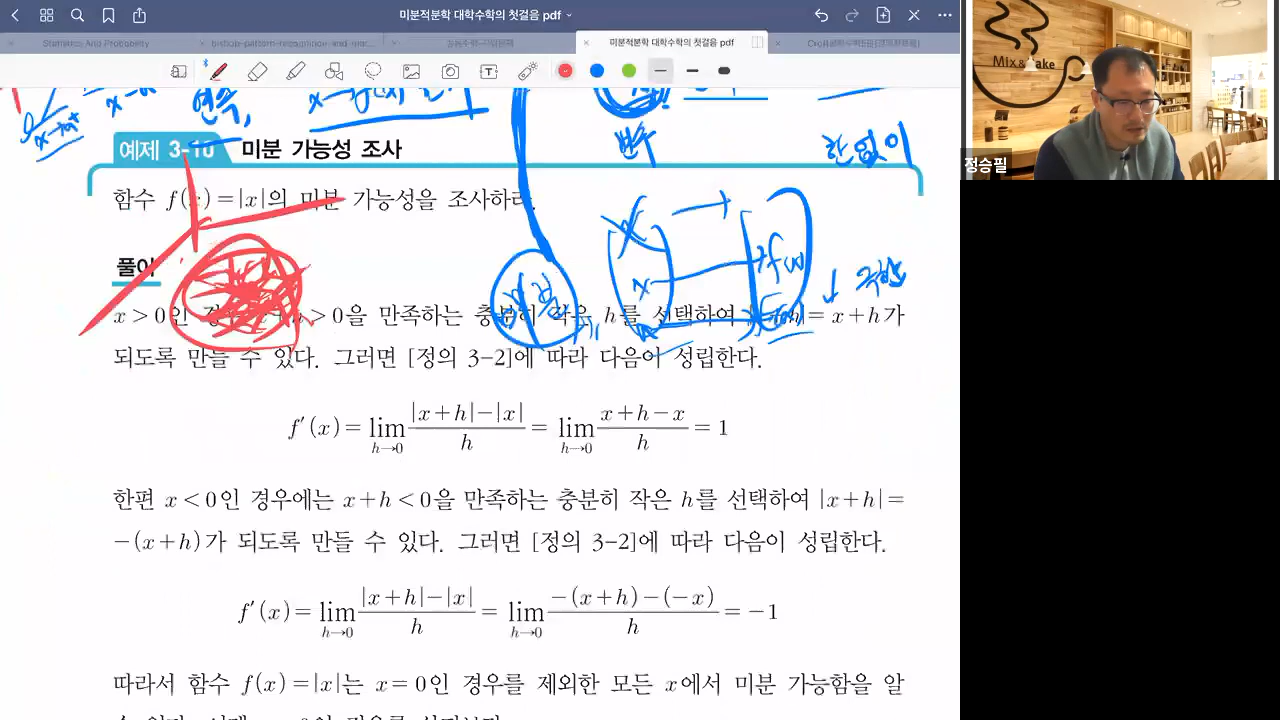 미분적분학 대학수학의 첫걸음 pdf
Statistics And Probability
미분적분학 대학수학의 첫걸음 pdf
연속,
변수
한없이
예제 3-10 미분 가능성 조사
함수 f(x)=|x|의 미분 가능성을 조사하라.
풀이
x
f(x)
x>0인 경 >0을 만족하는 충분히 작은 h를 선택하여 = x+h가
되도록 만들 수 있다. 그러면 [정의 3-2]에 따라 다음이 성립한다.
f′(x) = lim h→0 |x+h|−|x| / h = lim h→0 x+h−x / h = 1
한편 x<0인 경우에는 x+h<0을 만족하는 충분히 작은 h를 선택하여 |x+h|=
−(x+h)가 되도록 만들 수 있다. 그러면 [정의 3-2]에 따라 다음이 성립한다.
f′(x) = lim h→0 |x+h|−|x| / h = lim h→0 −(x+h)−(−x) / h = −1
따라서 함수 f(x)=|x|는 x=0인 경우를 제외한 모든 x에서 미분 가능함을 알
Mix&Bake
정승필